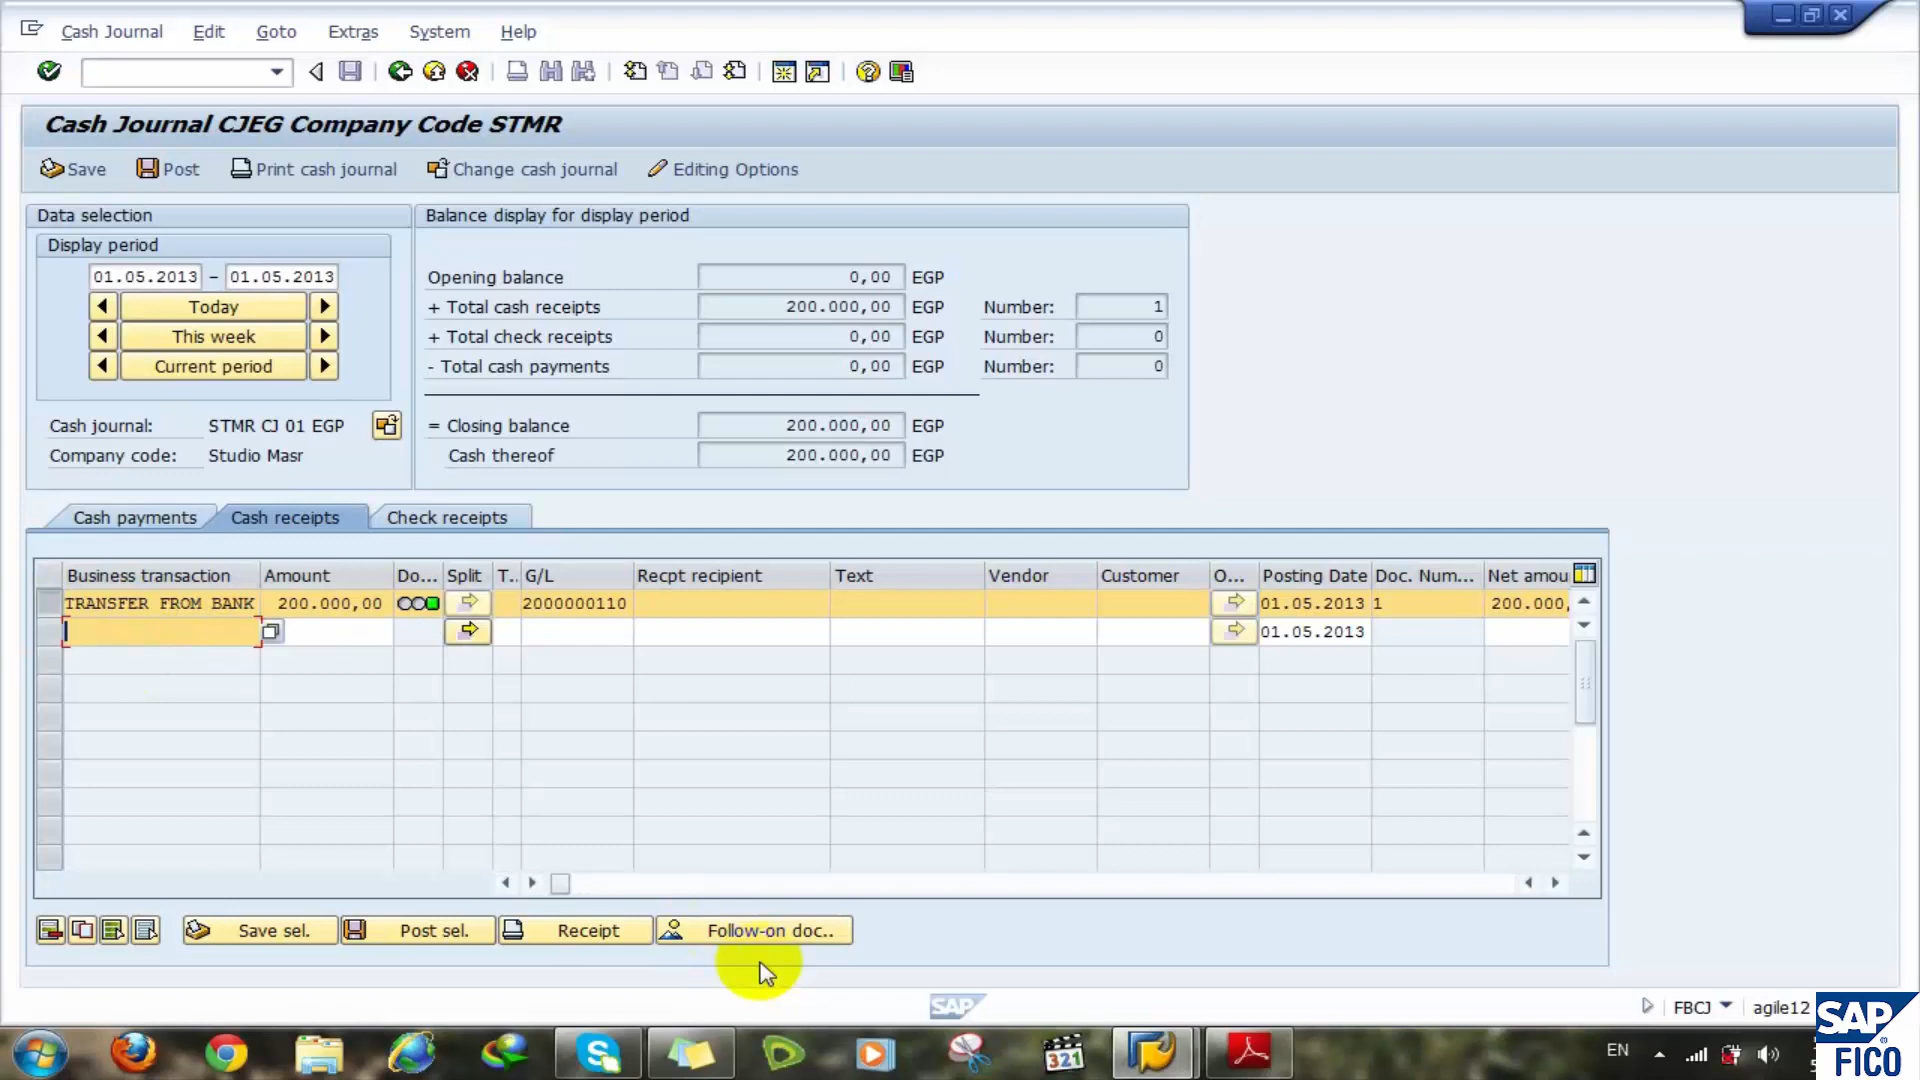 Cash Journal Edit Goto Extras System Help
Cash Journal CJEG Company Code STMR
Save Post Print cash journal Change cash journal Editing Options
Data selection
Display period
01.05.2013 - 01.05.2013
Today
This week
Current period
Cash journal: STMR CJ 01 EGP
Company code: Studio Masr
Balance display for display period
Opening balance 0,00 EGP
+ Total cash receipts 200.000,00 EGP Number: 1
+ Total check receipts 0,00 EGP Number: 0
- Total cash payments 0,00 EGP Number: 0
= Closing balance 200.000,00 EGP
Cash thereof 200.000,00 EGP
Cash payments Cash receipts Check receipts
Business transaction Amount Do... Split T.. G/L Recpt recipient Text Vendor Customer O... Posting Date Doc. Num... Net amou
TRANSFER FROM BANK 200.000,00 2000000110 01.05.2013 1 200.000,
01.05.2013
Save sel. Post sel. Receipt Follow-on doc..
SAP
FBCJ agile12
321
EN
SAP
FICO